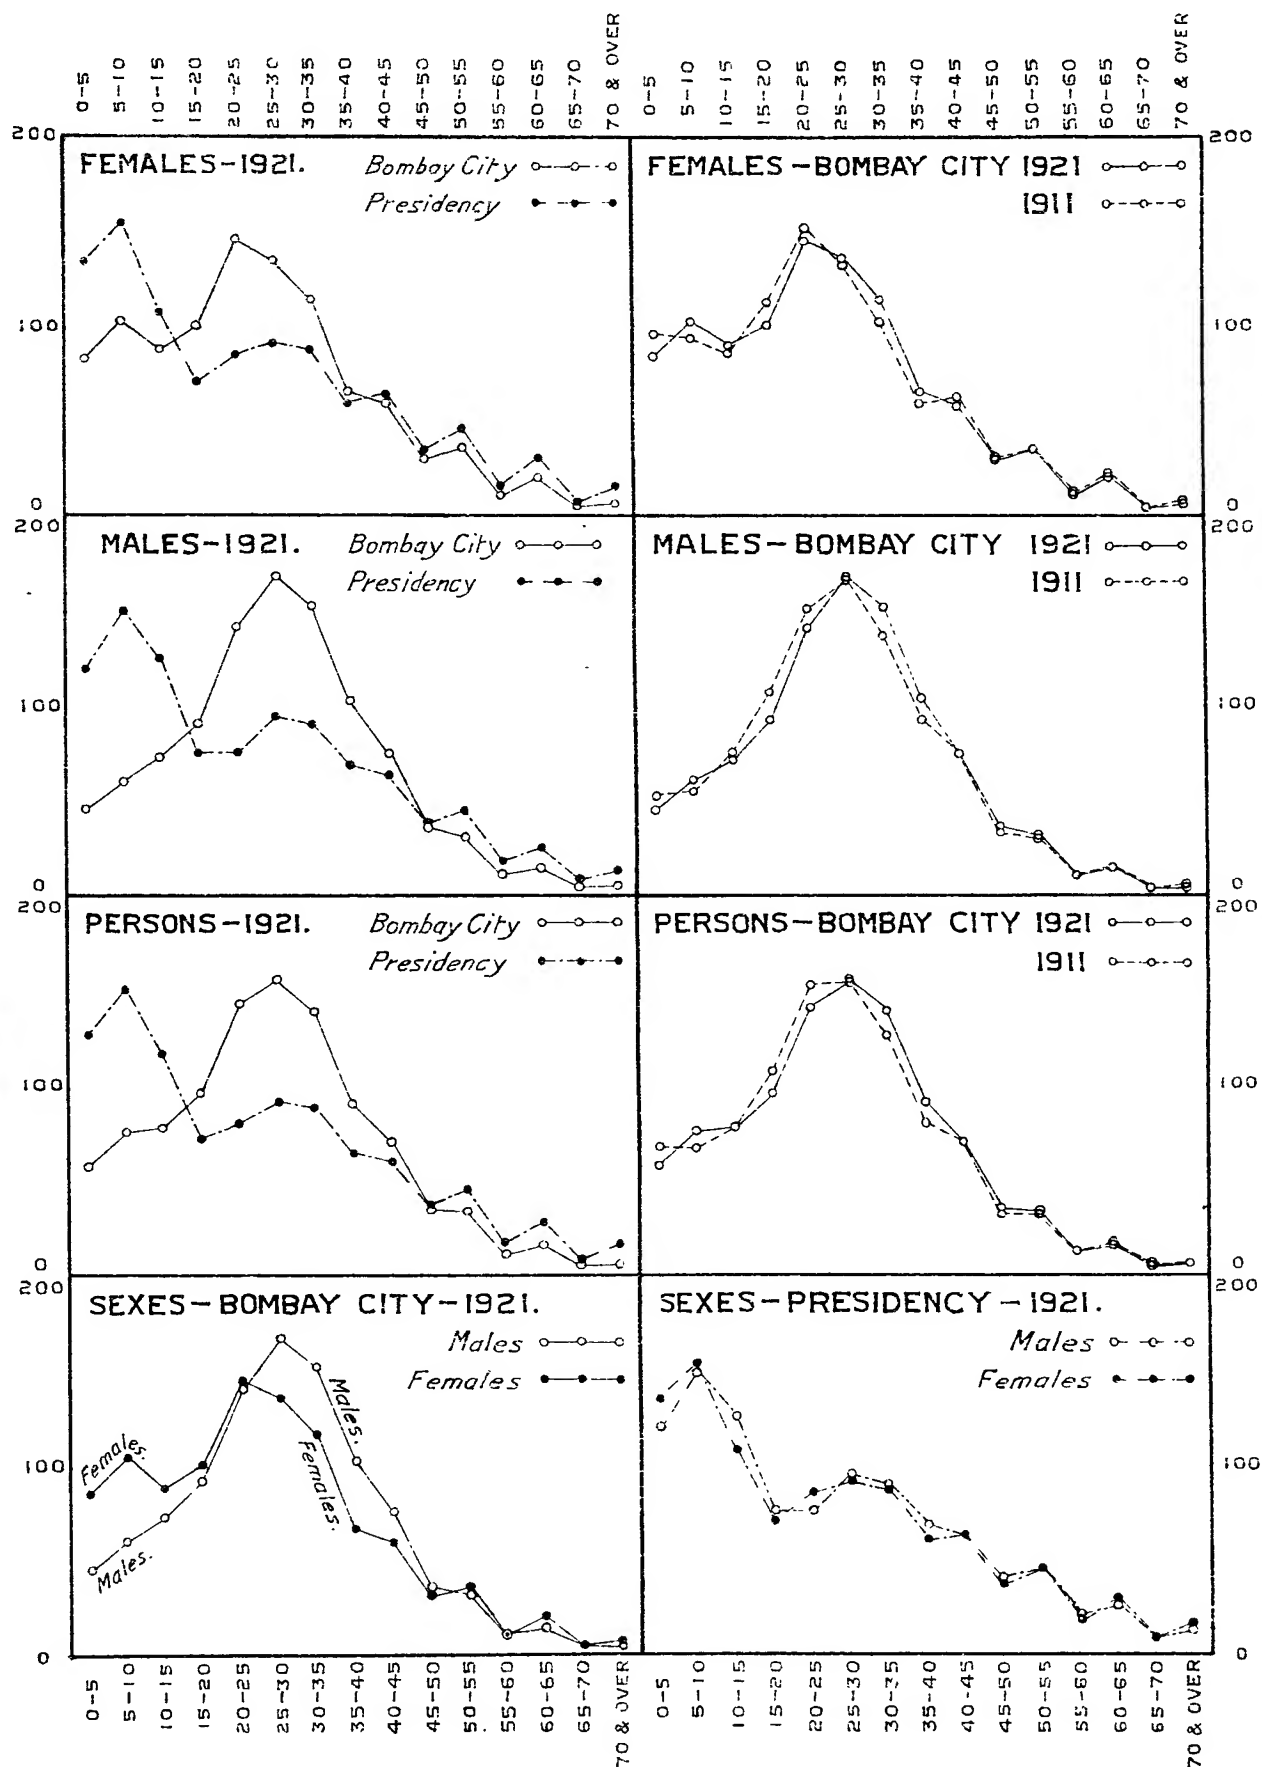 0-5 5-10 10-15 15-20 20-25 25-30 30-35 35-40 40-45 45-50 50-55 55-60 60-65 65-70 70 & OVER
0-5 5-10 10-15 15-20 20-25 25-30 30-35 35-40 40-45 45-50 50-55 55-60 60-65 65-70 70 & OVER
200 200
FEMALES-1921. Bombay City
Presidency
FEMALES-BOMBAY CITY 1921
1911
100 100
0 0
200 200
MALES-1921. Bombay City
Presidency
MALES-BOMBAY CITY 1921
1911
100 100
0 0
200 200
PERSONS-1921. Bombay City
Presidency
PERSONS-BOMBAY CITY 1921
1911
100 100
0 0
200 200
SEXES-BOMBAY CITY-1921.
Males
Females
Males.
Females.
Females.
Males.
SEXES-PRESIDENCY-1921.
Males
Females
100 100
0 0
0-5 5-10 10-15 15-20 20-25 25-30 30-35 35-40 40-45 45-50 50-55 55-60 60-65 65-70 70 & OVER
0-5 5-10 10-15 15-20 20-25 25-30 30-35 35-40 40-45 45-50 50-55 55-60 60-65 65-70 70 & OVER